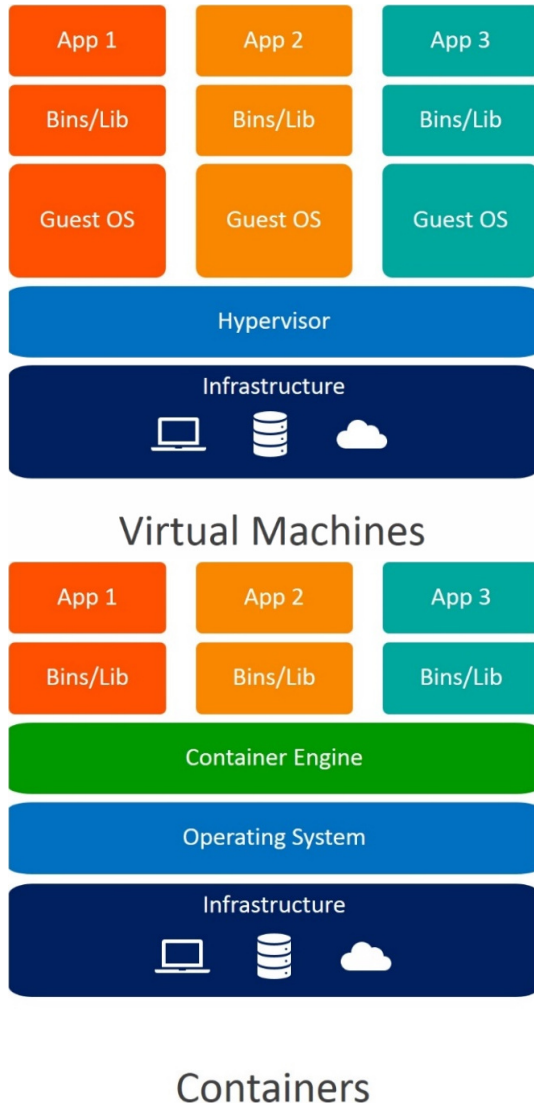 App 1 App 2 App 3
Bins/Lib Bins/Lib Bins/Lib
Guest OS Guest OS Guest OS
Hypervisor
Infrastructure
Virtual Machines
App 1 App 2 App 3
Bins/Lib Bins/Lib Bins/Lib
Container Engine
Operating System
Infrastructure
Containers